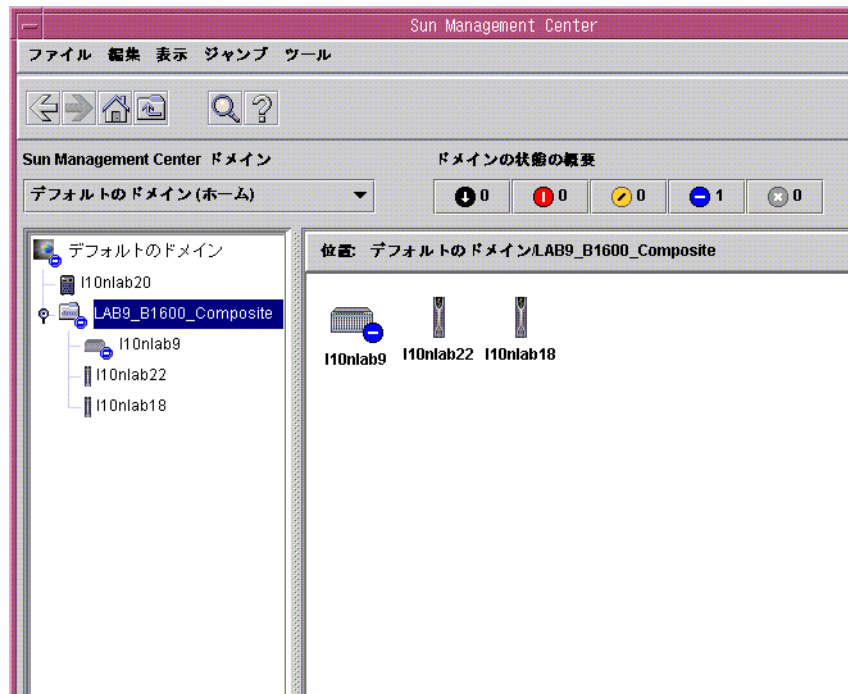 Sun Management Center
ファイル 編集 表示 ジャンプ ツール
Sun Management Center ドメイン ドメインの状態の概要
デフォルトのドメイン(ホーム) 0 0 0 1 0
デフォルトのドメイン
位置: デフォルトのドメイン/LAB9_B1600_Composite
l10nlab20
LAB9_B1600_Composite
l10nlab9
l10nlab22
l10nlab18
l10nlab9 l10nlab22 l10nlab18